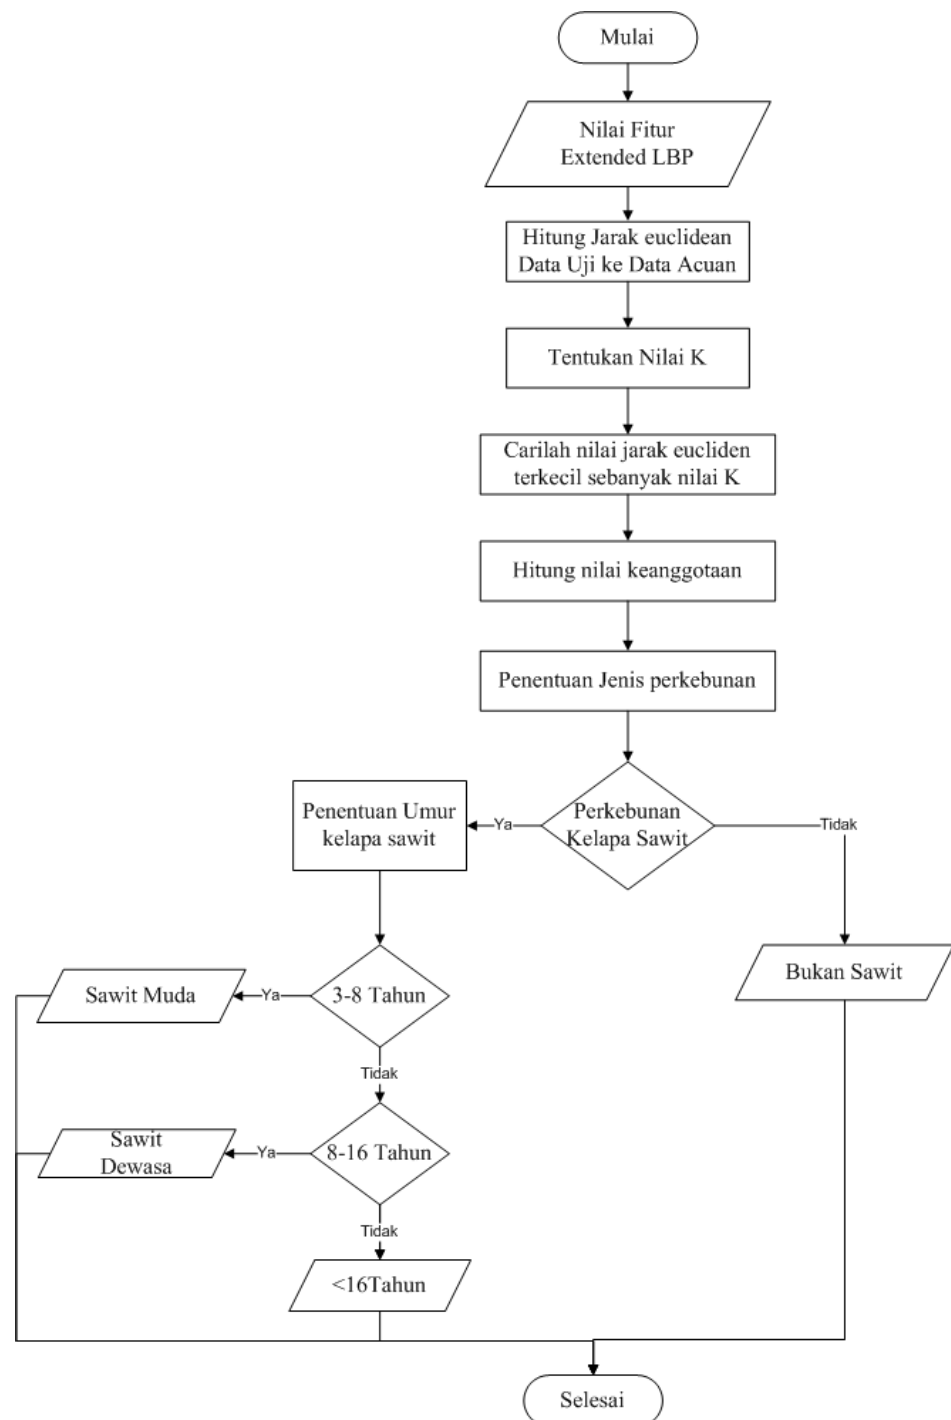 Mulai
Nilai Fitur
Extended LBP
Hitung Jarak euclidean
Data Uji ke Data Acuan
Tentukan Nilai K
Carilah nilai jarak eucliden
terkecil sebanyak nilai K
Hitung nilai keanggotaan
Penentuan Jenis perkebunan
Perkebunan
Kelapa Sawit
Ya
Tidak
Penentuan Umur
kelapa sawit
Bukan Sawit
3-8 Tahun
Ya
Sawit Muda
Tidak
8-16 Tahun
Ya
Sawit
Dewasa
Tidak
<16Tahun
Selesai